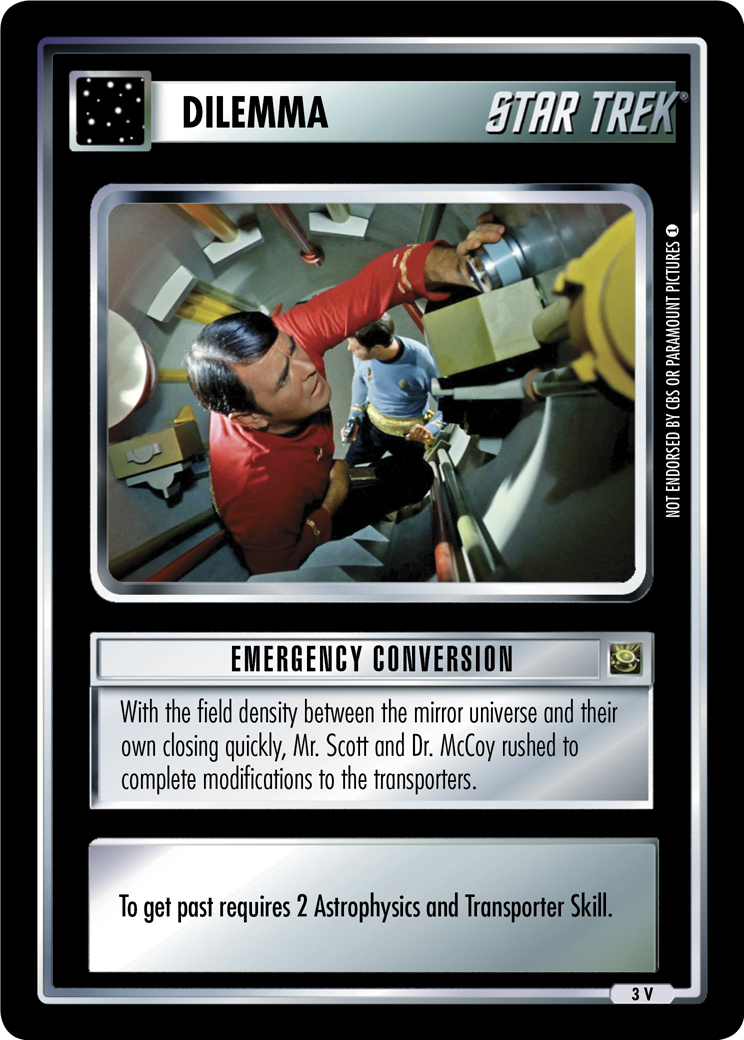 DILEMMA
STAR TREK®
NOT ENDORSED BY CBS OR PARAMOUNT PICTURES 1
EMERGENCY CONVERSION
With the field density between the mirror universe and their
own closing quickly, Mr. Scott and Dr. McCoy rushed to
complete modifications to the transporters.
To get past requires 2 Astrophysics and Transporter Skill.
3 V